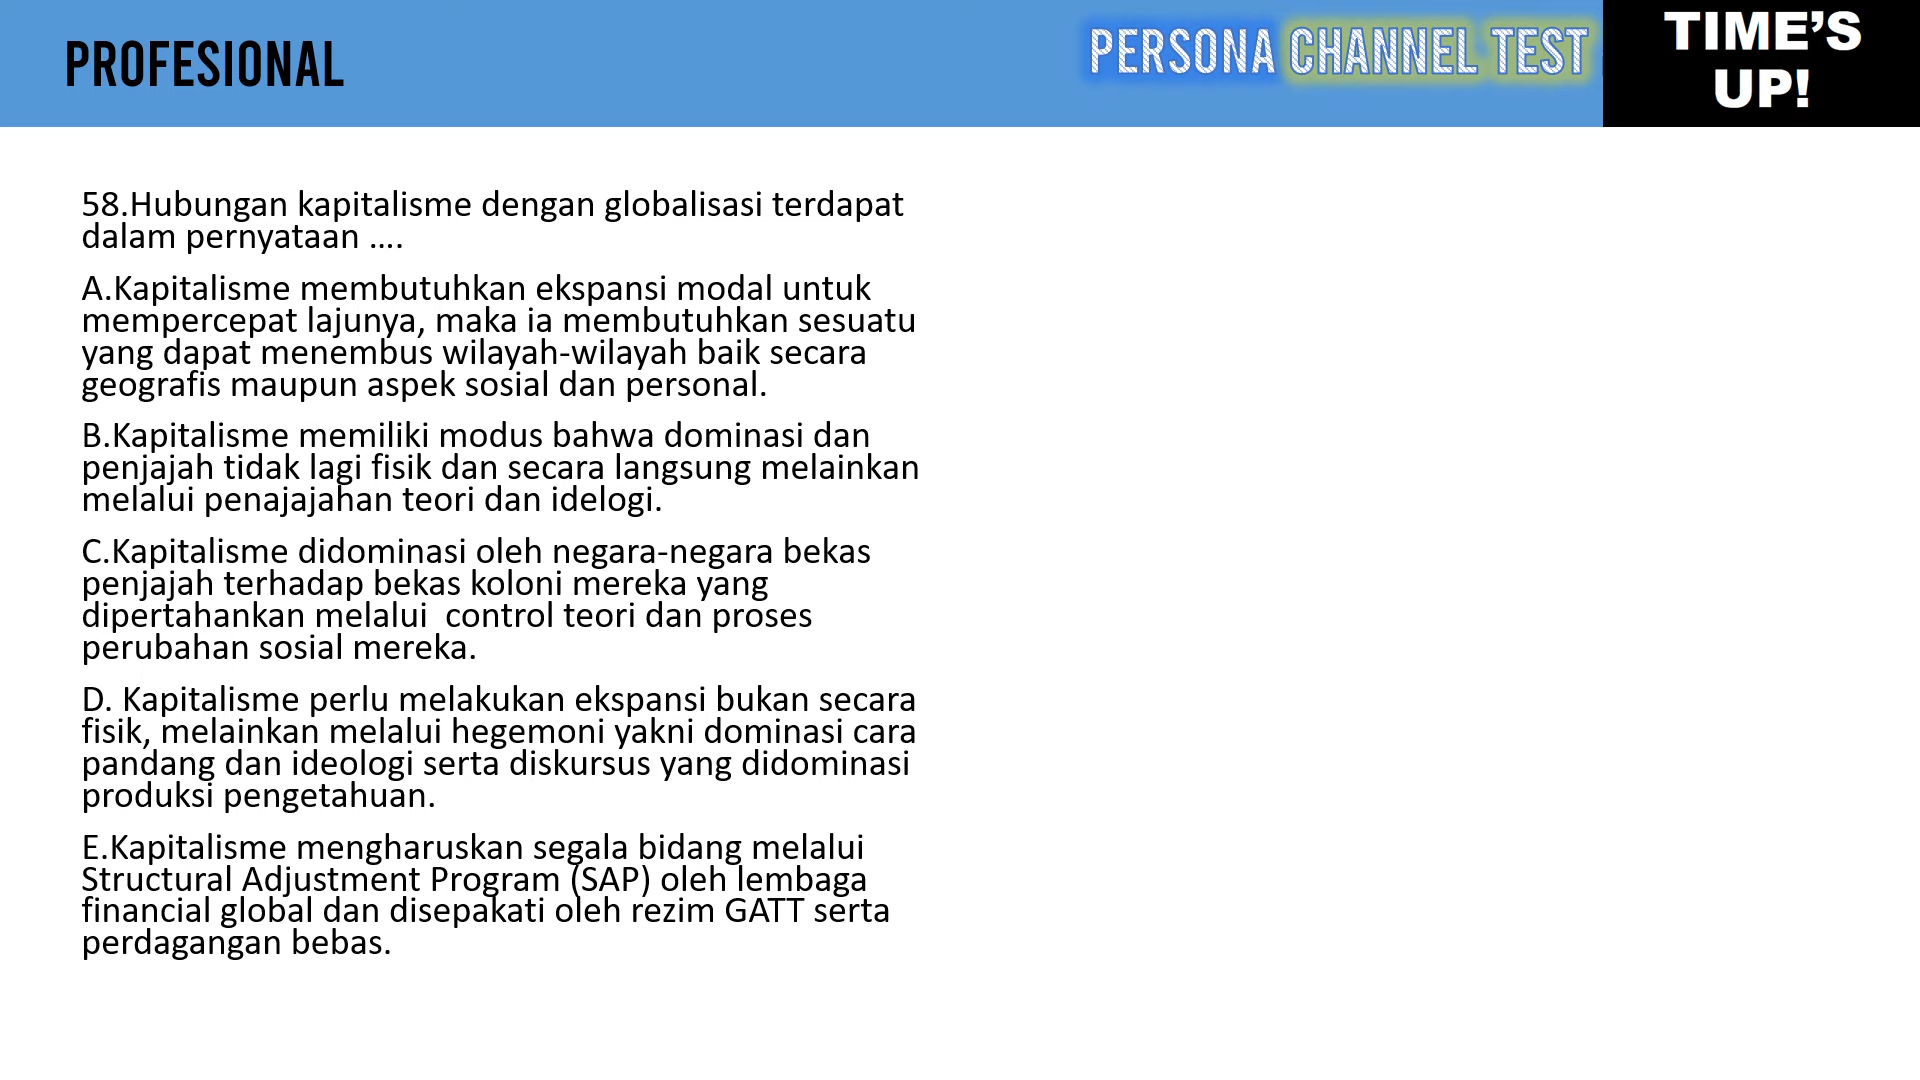 PROFESIONAL
PERSONA CHANNEL TEST
TIME'S
UP!
58.Hubungan kapitalisme dengan globalisasi terdapat
dalam pernyataan ....
A.Kapitalisme membutuhkan ekspansi modal untuk
mempercepat lajunya, maka ia membutuhkan sesuatu
yang dapat menembus wilayah-wilayah baik secara
geografis maupun aspek sosial dan personal.
B.Kapitalisme memiliki modus bahwa dominasi dan
penjajah tidak lagi fisik dan secara langsung melainkan
melalui penajajahan teori dan idelogi.
C.Kapitalisme didominasi oleh negara-negara bekas
penjajah terhadap bekas koloni mereka yang
dipertahankan melalui  control teori dan proses
perubahan sosial mereka.
D. Kapitalisme perlu melakukan ekspansi bukan secara
fisik, melainkan melalui hegemoni yakni dominasi cara
pandang dan ideologi serta diskursus yang didominasi
produksi pengetahuan.
E.Kapitalisme mengharuskan segala bidang melalui
Structural Adjustment Program (SAP) oleh lembaga
financial global dan disepakati oleh rezim GATT serta
perdagangan bebas.